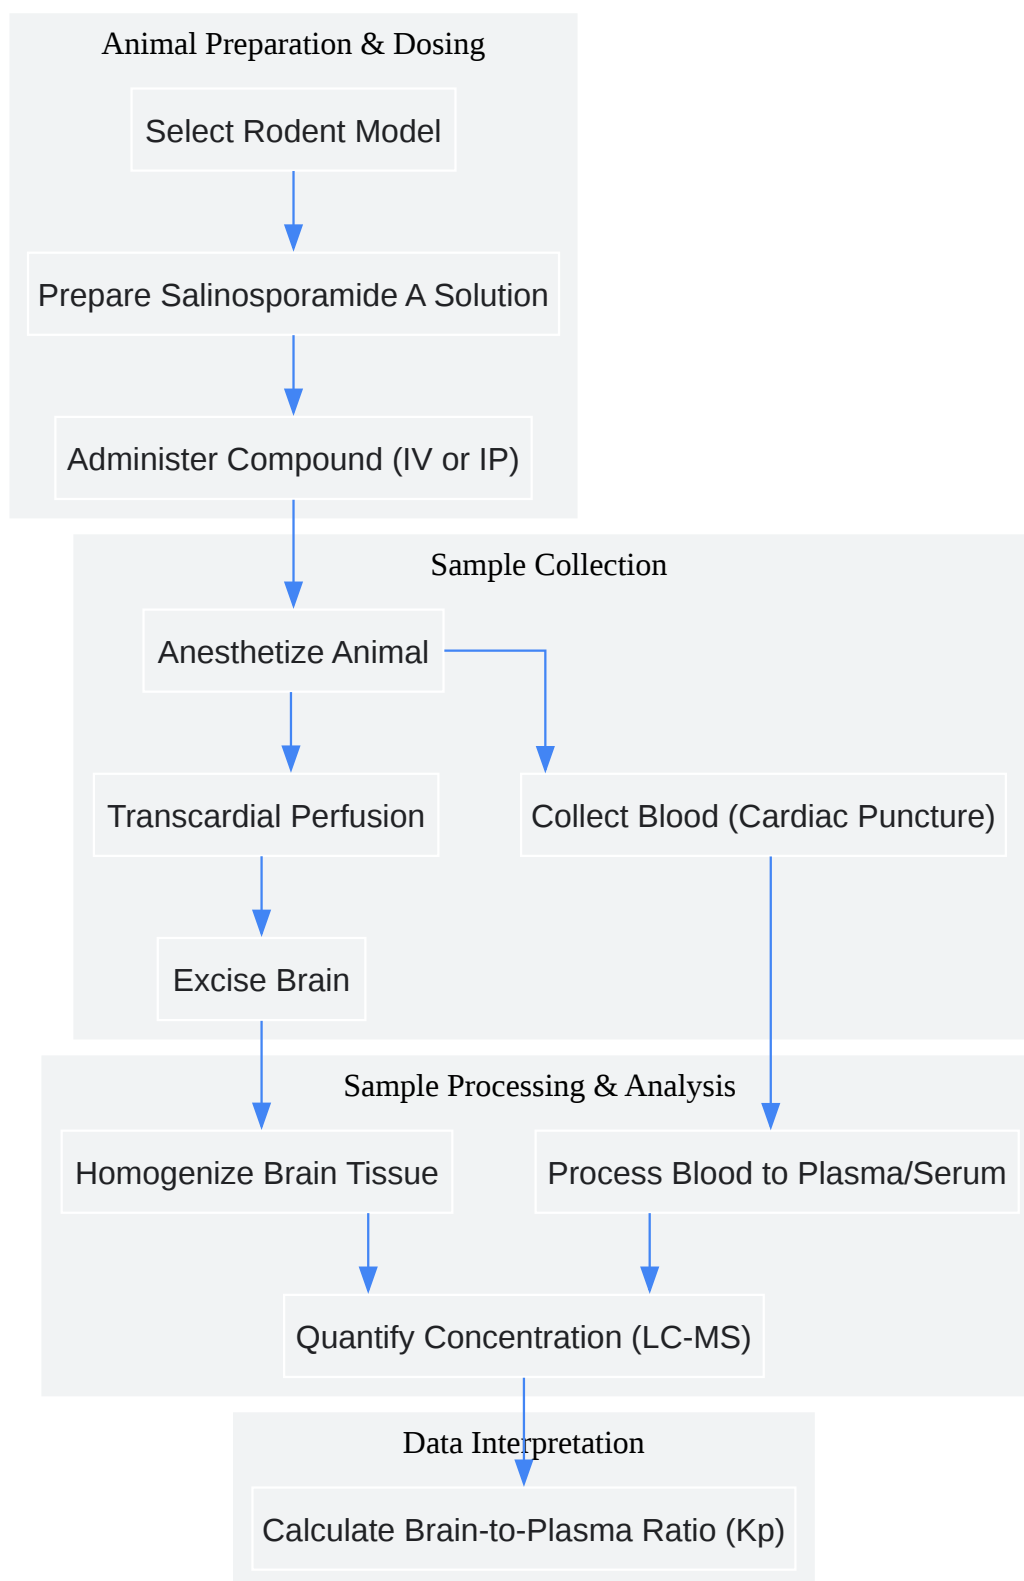 Animal Preparation & Dosing
Select Rodent Model
Prepare Salinosporamide A Solution
Administer Compound (IV or IP)
Sample Collection
Anesthetize Animal
Transcardial Perfusion
Collect Blood (Cardiac Puncture)
Excise Brain
Sample Processing & Analysis
Homogenize Brain Tissue
Process Blood to Plasma/Serum
Quantify Concentration (LC-MS)
Data Interpretation
Calculate Brain-to-Plasma Ratio (Kp)